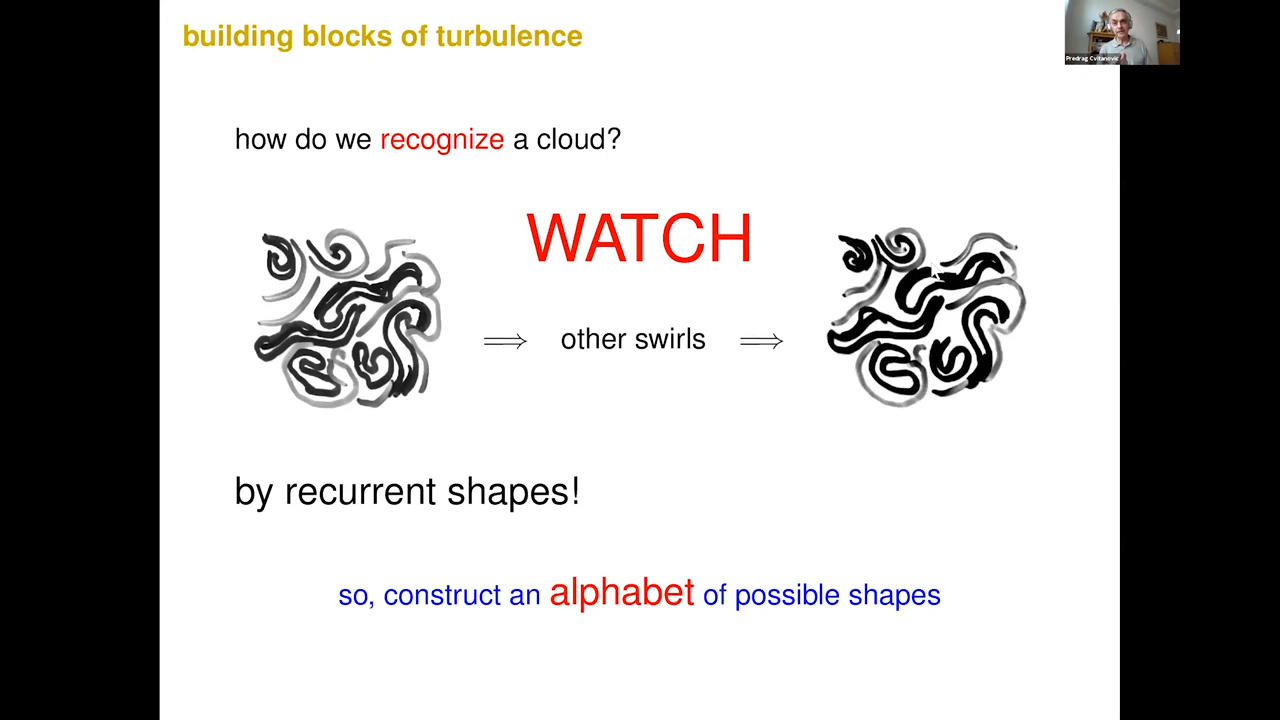 building blocks of turbulence
Predrag Cvitanovic
how do we recognize a cloud?
WATCH
⟹ other swirls ⟹
by recurrent shapes!
so, construct an alphabet of possible shapes